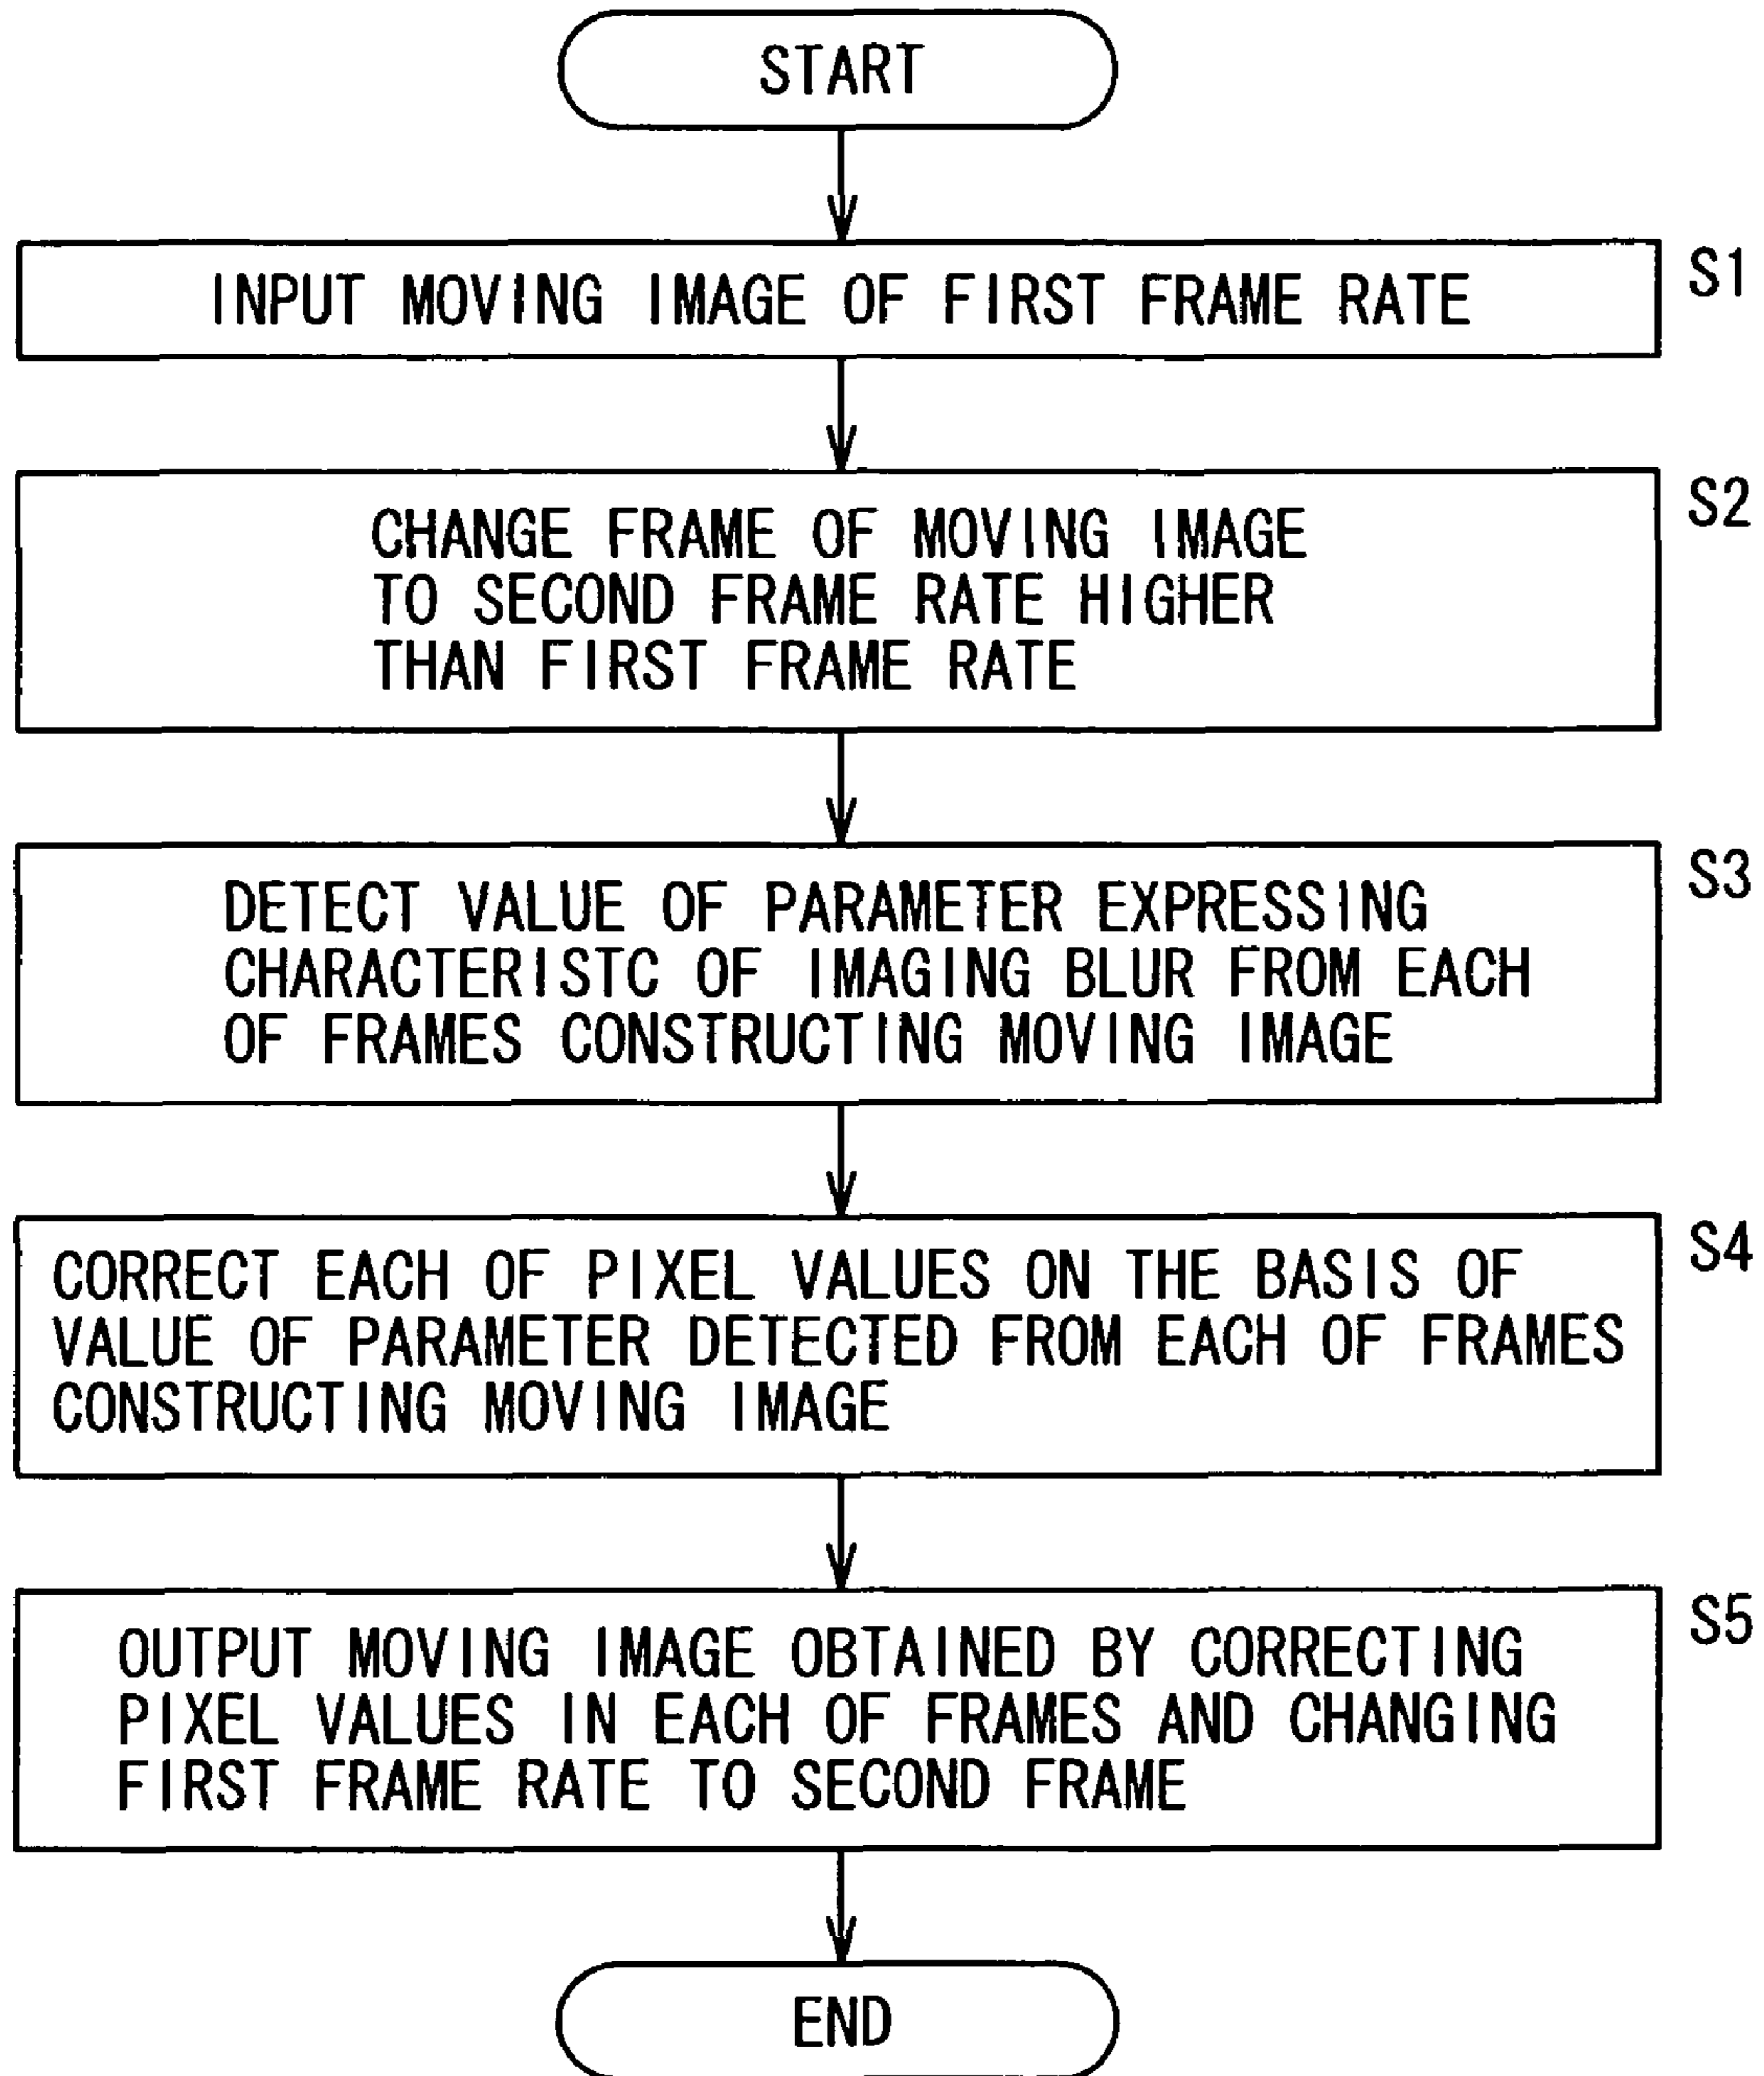 START
INPUT MOVING IMAGE OF FIRST FRAME RATE
S1
CHANGE FRAME OF MOVING IMAGE
TO SECOND FRAME RATE HIGHER
THAN FIRST FRAME RATE
S2
DETECT VALUE OF PARAMETER EXPRESSING
CHARACTERISTC OF IMAGING BLUR FROM EACH
OF FRAMES CONSTRUCTING MOVING IMAGE
S3
CORRECT EACH OF PIXEL VALUES ON THE BASIS OF
VALUE OF PARAMETER DETECTED FROM EACH OF FRAMES
CONSTRUCTING MOVING IMAGE
S4
OUTPUT MOVING IMAGE OBTAINED BY CORRECTING
PIXEL VALUES IN EACH OF FRAMES AND CHANGING
FIRST FRAME RATE TO SECOND FRAME
S5
END